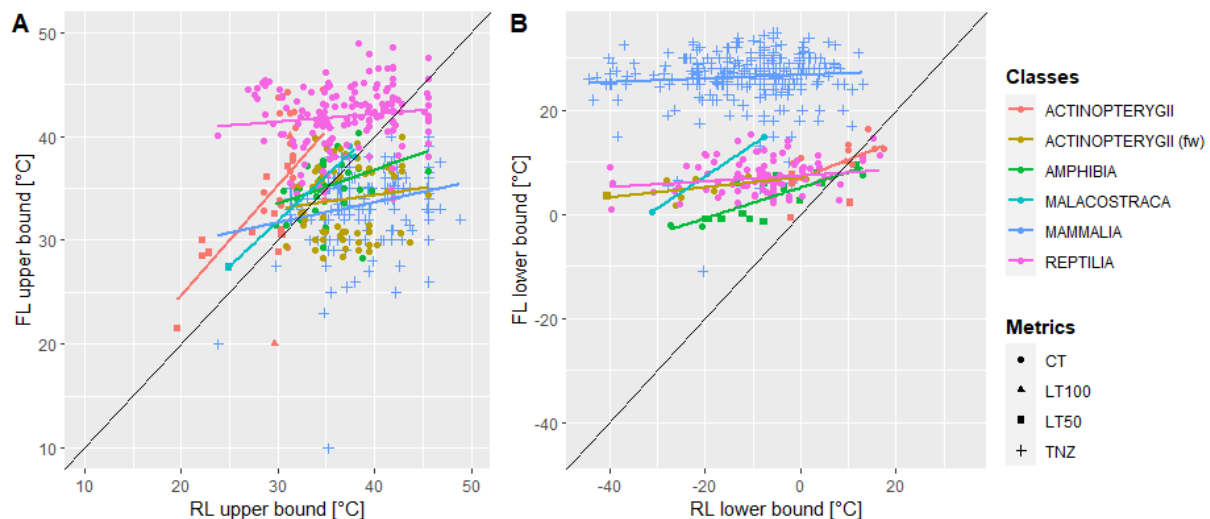 A
50
40
30
20
10
FL upper bound [°C]
10 20 30 40 50
RL upper bound [°C]
B
20
0
-20
-40
FL lower bound [°C]
-40 -20 0 20
RL lower bound [°C]
Classes
ACTINOPTERYGII
ACTINOPTERYGII (fw)
AMPHIBIA
MALACOSTRACA
MAMMALIA
REPTILIA
Metrics
CT
LT100
LT50
TNZ